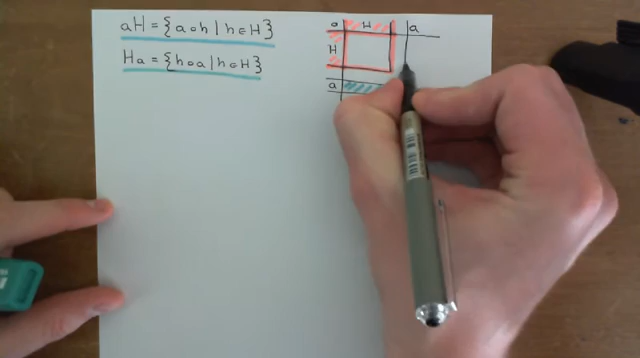 aH = {a∘h | h∈H}
Ha = {h∘a | h∈H}
∘ H a
H
a